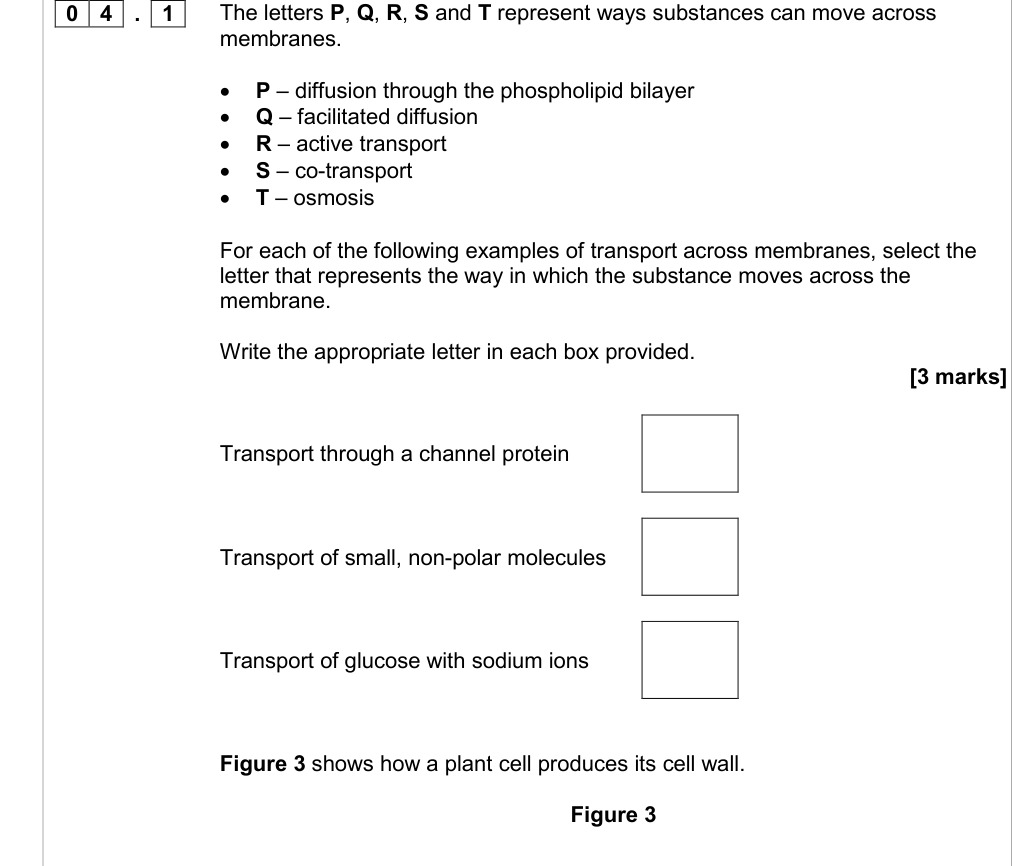 0 4 . 1 The letters P, Q, R, S and T represent ways substances can move across
membranes.
• P – diffusion through the phospholipid bilayer
• Q – facilitated diffusion
• R – active transport
• S – co-transport
• T – osmosis
For each of the following examples of transport across membranes, select the
letter that represents the way in which the substance moves across the
membrane.
Write the appropriate letter in each box provided.
[3 marks]
Transport through a channel protein
Transport of small, non-polar molecules
Transport of glucose with sodium ions
Figure 3 shows how a plant cell produces its cell wall.
Figure 3